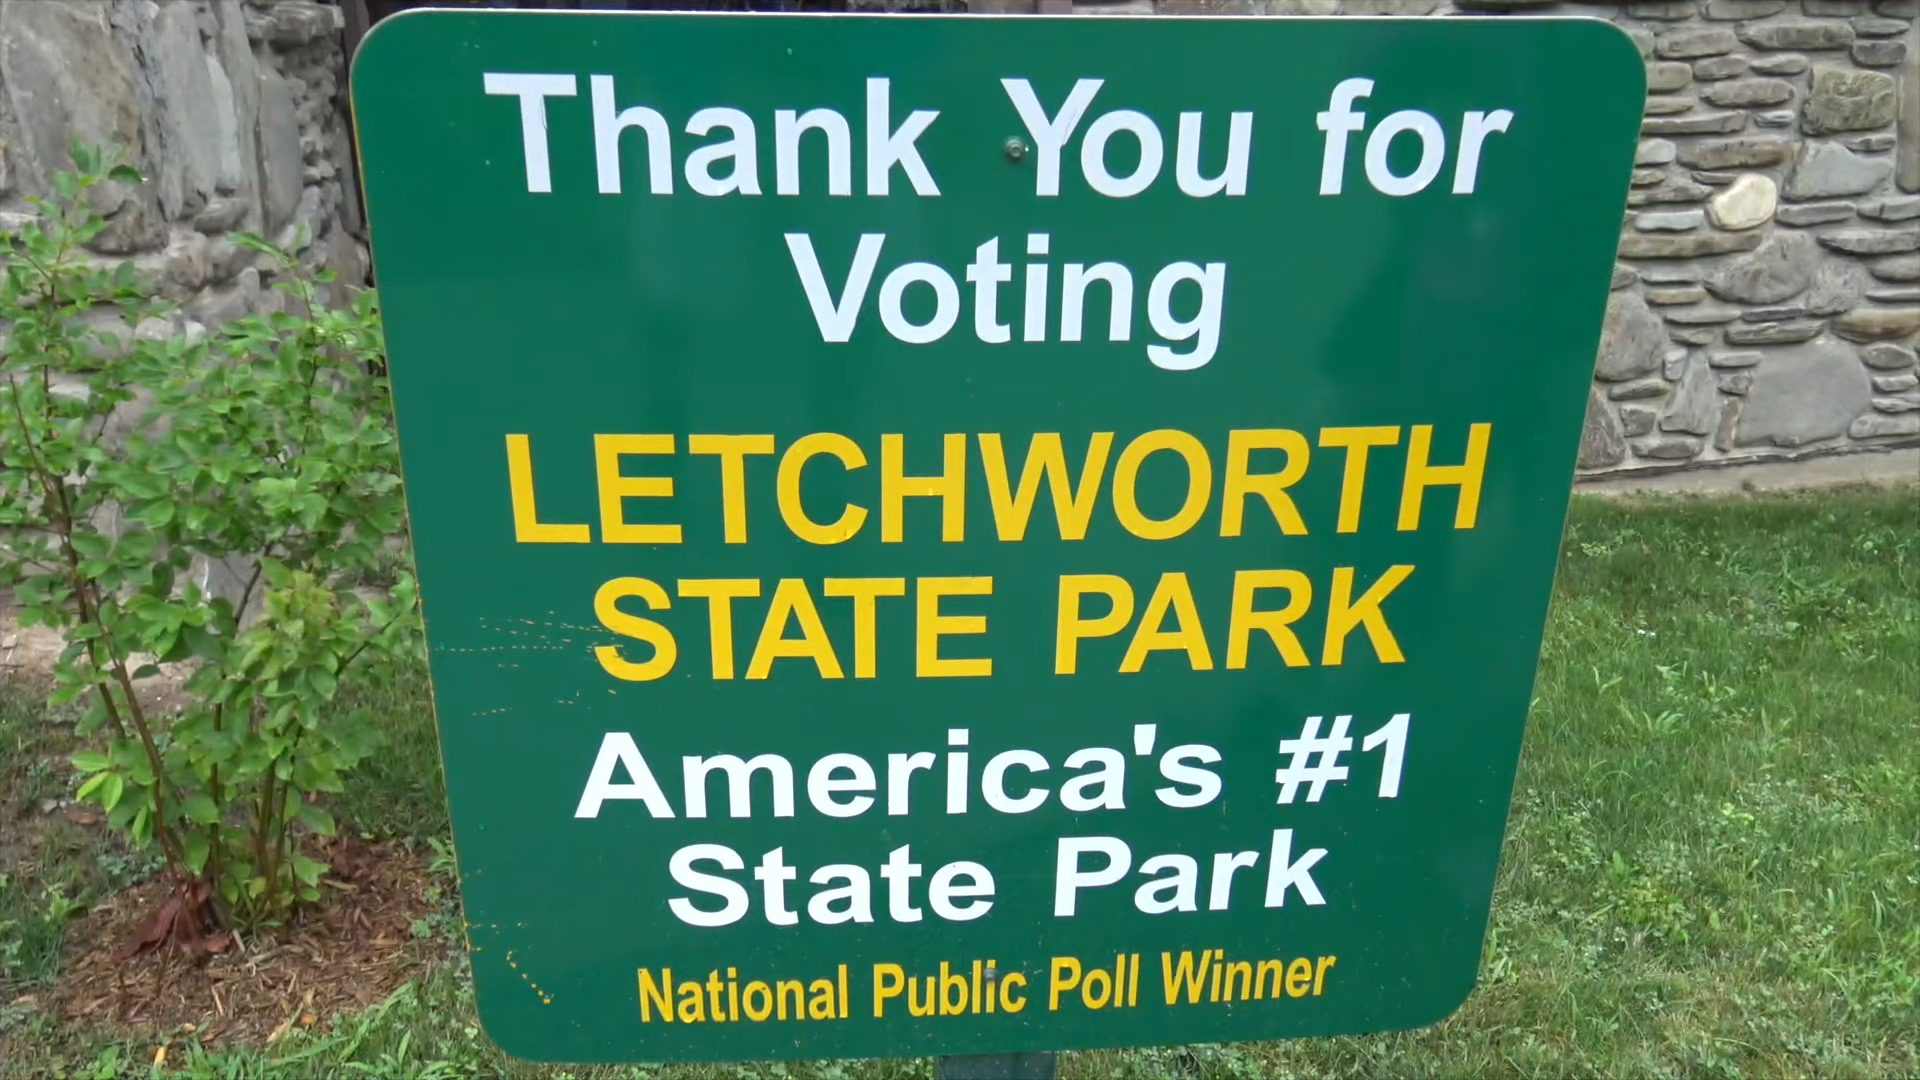 Thank You for
Voting
LETCHWORTH
STATE PARK
America's #1
State Park
National Public Poll Winner